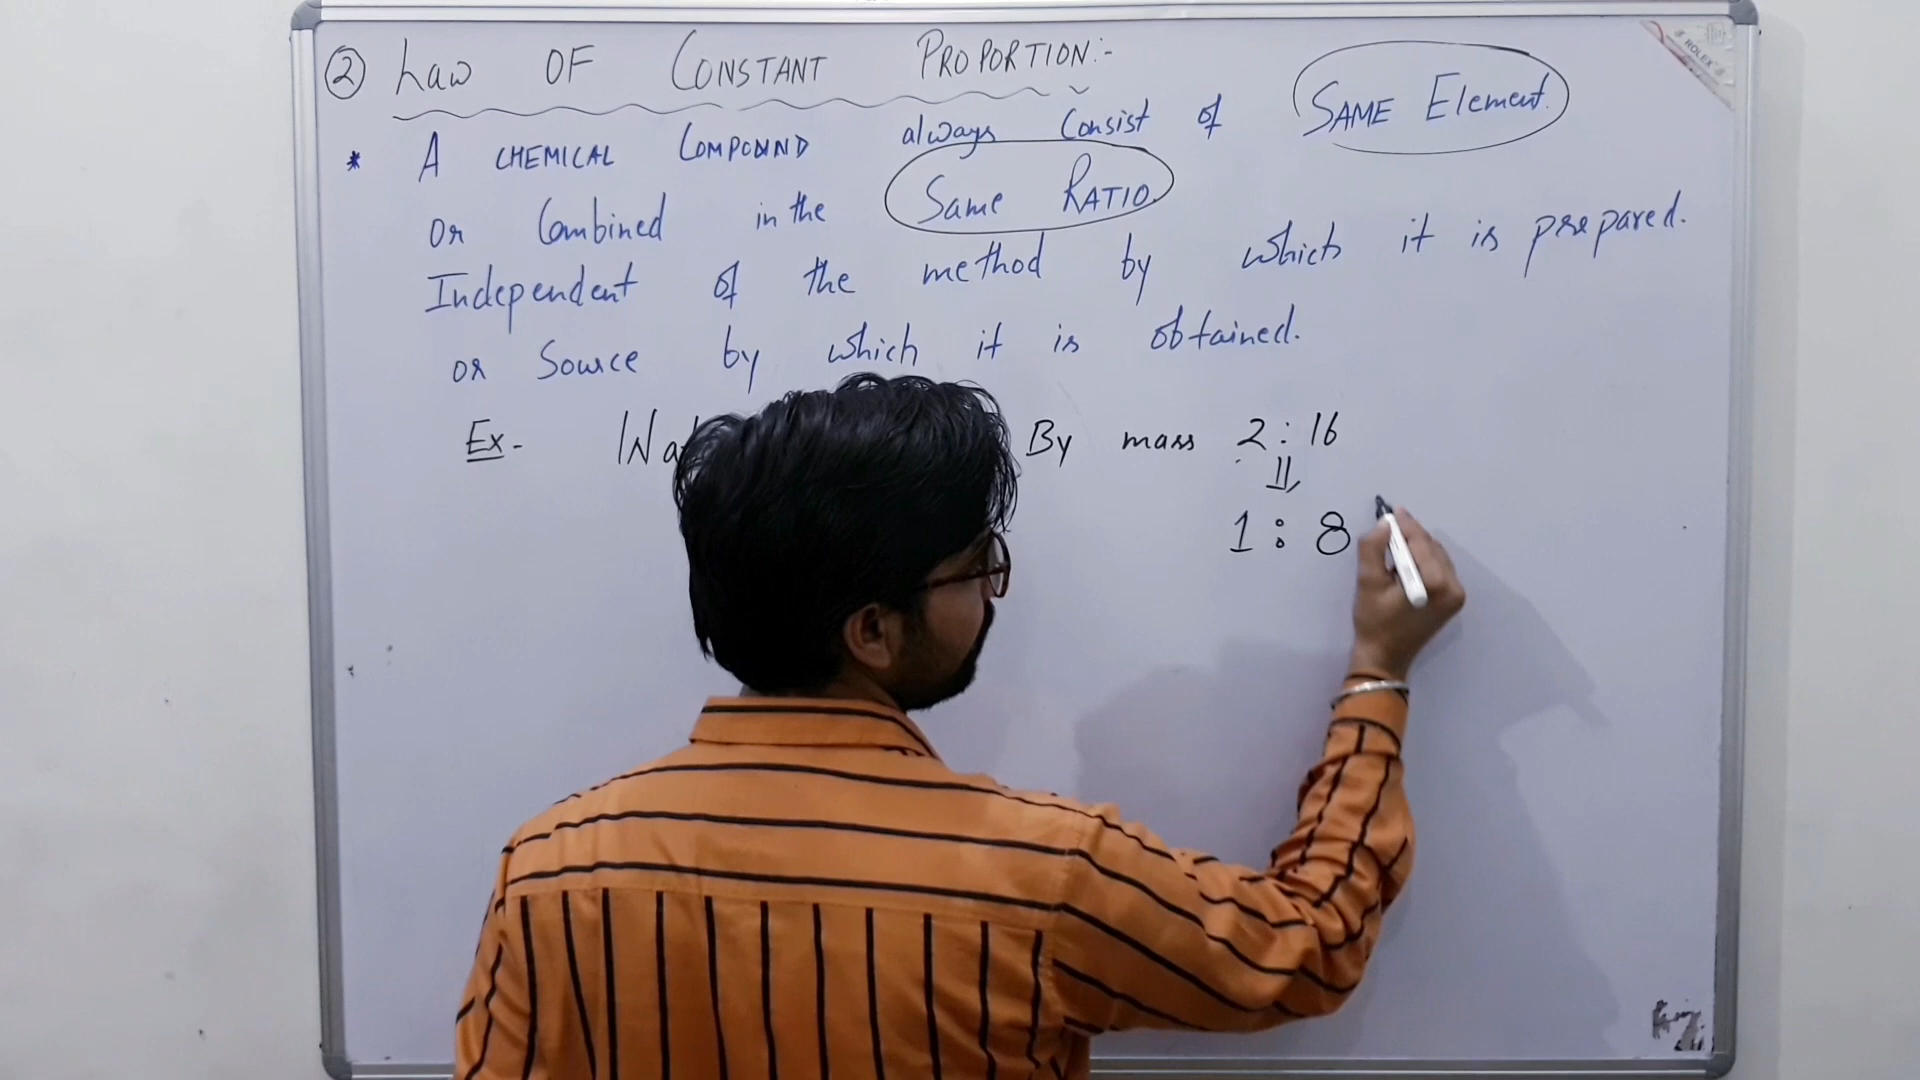 ② LAW OF CONSTANT PROPORTION:-
* A CHEMICAL COMPOUND always Consist of SAME Element.
or Combined in the Same RATIO.
Independent of the method by which it is prepared.
or Source by which it is obtained.
Ex- By mass 2 : 16
1 : 8
ROLEX